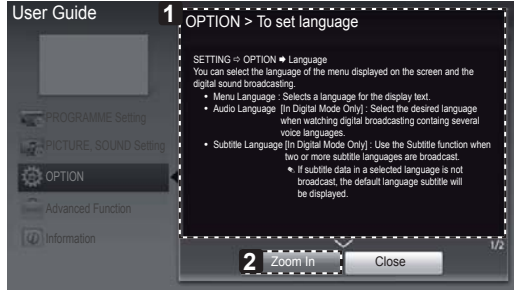 User Guide
1
OPTION > To set language
SETTING ⇨ OPTION ➡ Language
You can select the language of the menu displayed on the screen and the
digital sound broadcasting.
• Menu Language : Selects a language for the display text.
• Audio Language [In Digital Mode Only] : Select the desired language
when watching digital broadcasting containg several
voice languages.
• Subtitle Language [In Digital Mode Only] : Use the Subtitle function when
two or more subtitle languages are broadcast.
If subtitle data in a selected language is not
broadcast, the default language subtitle will
be displayed.
PROGRAMME Setting
PICTURE, SOUND Setting
OPTION
Advanced Function
Information
1/2
2
Zoom In
Close